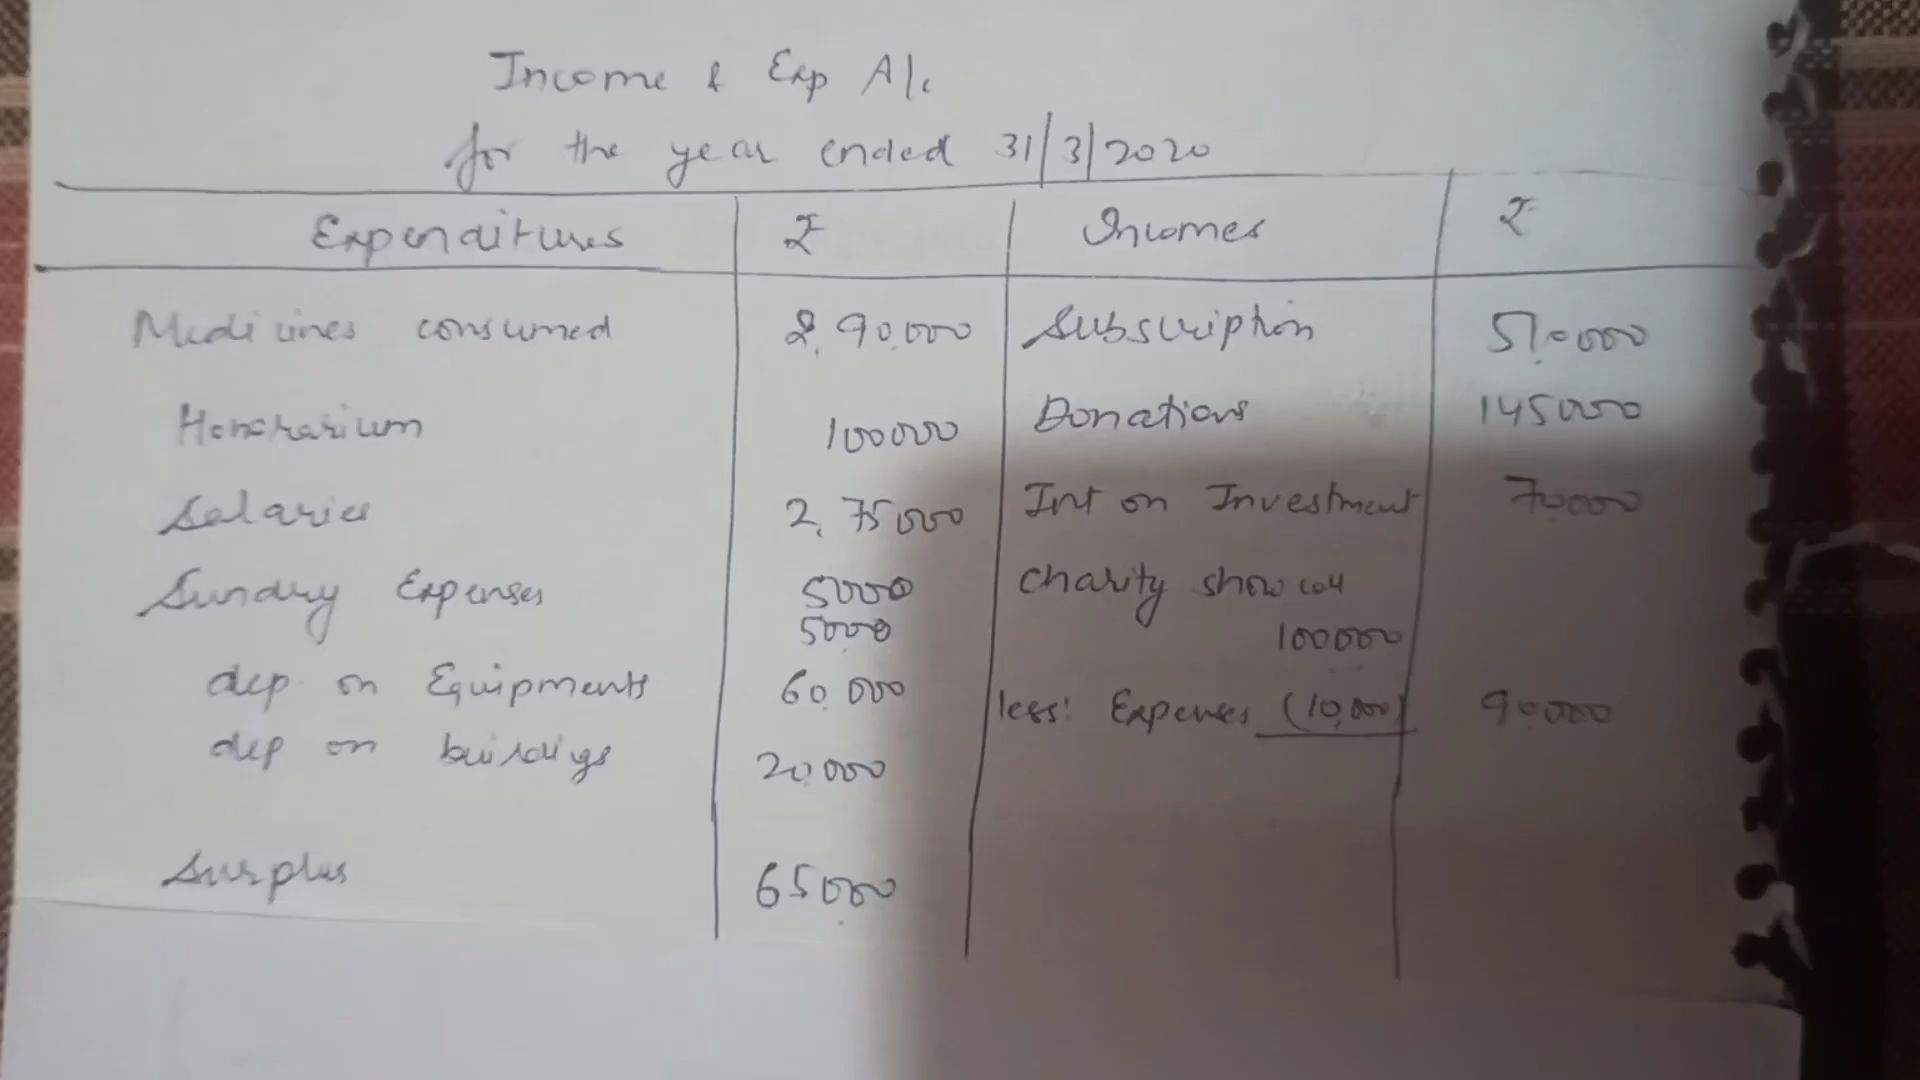 Income & Exp A/c
for the year ended 31/3/2020
Expenditures ₹ Incomes ₹
Medicines consumed 2,90,000 Subscription 510000
Honorarium 100000 Donations 145000
Salaries 2,75000 Int on Investment 70000
Sundry Expenses 5000 charity show
5000 100000
dep. on Equipments 60,000 less: Expenses (10,000) 90000
dep on buildings 20,000
Surplus 65000